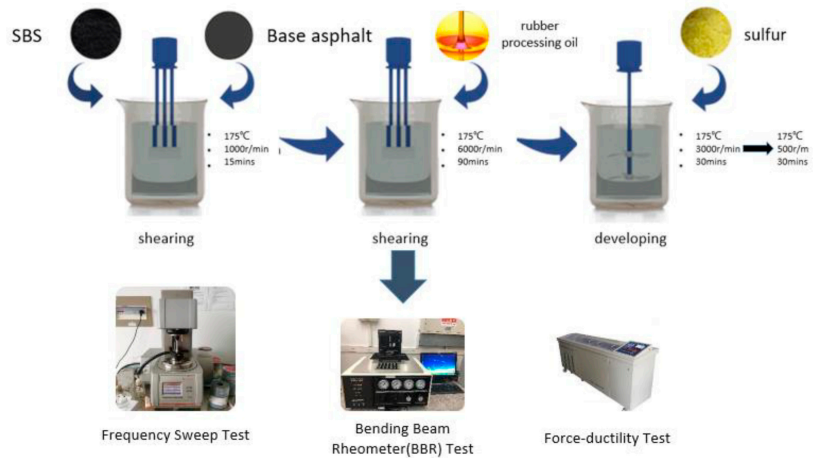 SBS
Base asphalt
rubber
processing oil
sulfur
• 175℃
• 1000r/min
• 15mins
• 175℃
• 6000r/min
• 90mins
• 175℃
• 3000r/min
• 30mins
175℃
500r/m
30mins
shearing
shearing
developing
Frequency Sweep Test
Bending Beam
Rheometer(BBR) Test
Force-ductility Test